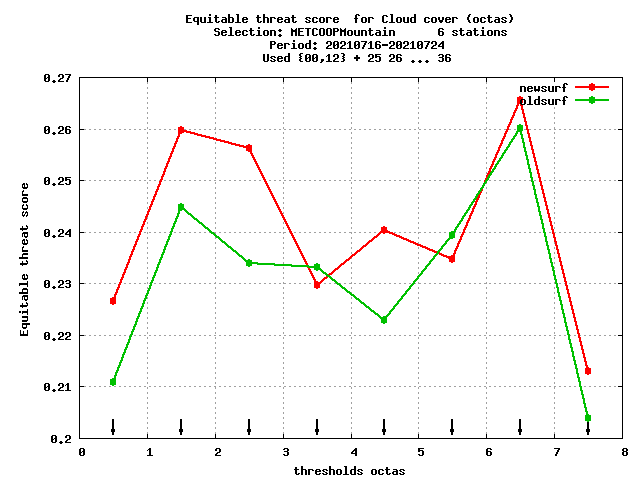 Equitable threat score  for Cloud cover (octas)
Selection: METCOOPMountain      6 stations
Period: 20210716-20210724
Used {00,12} + 25 26 ... 36
newsurf
oldsurf
0.27
0.26
0.25
0.24
0.23
0.22
0.21
0.2
Equitable threat score
0 1 2 3 4 5 6 7 8
thresholds octas